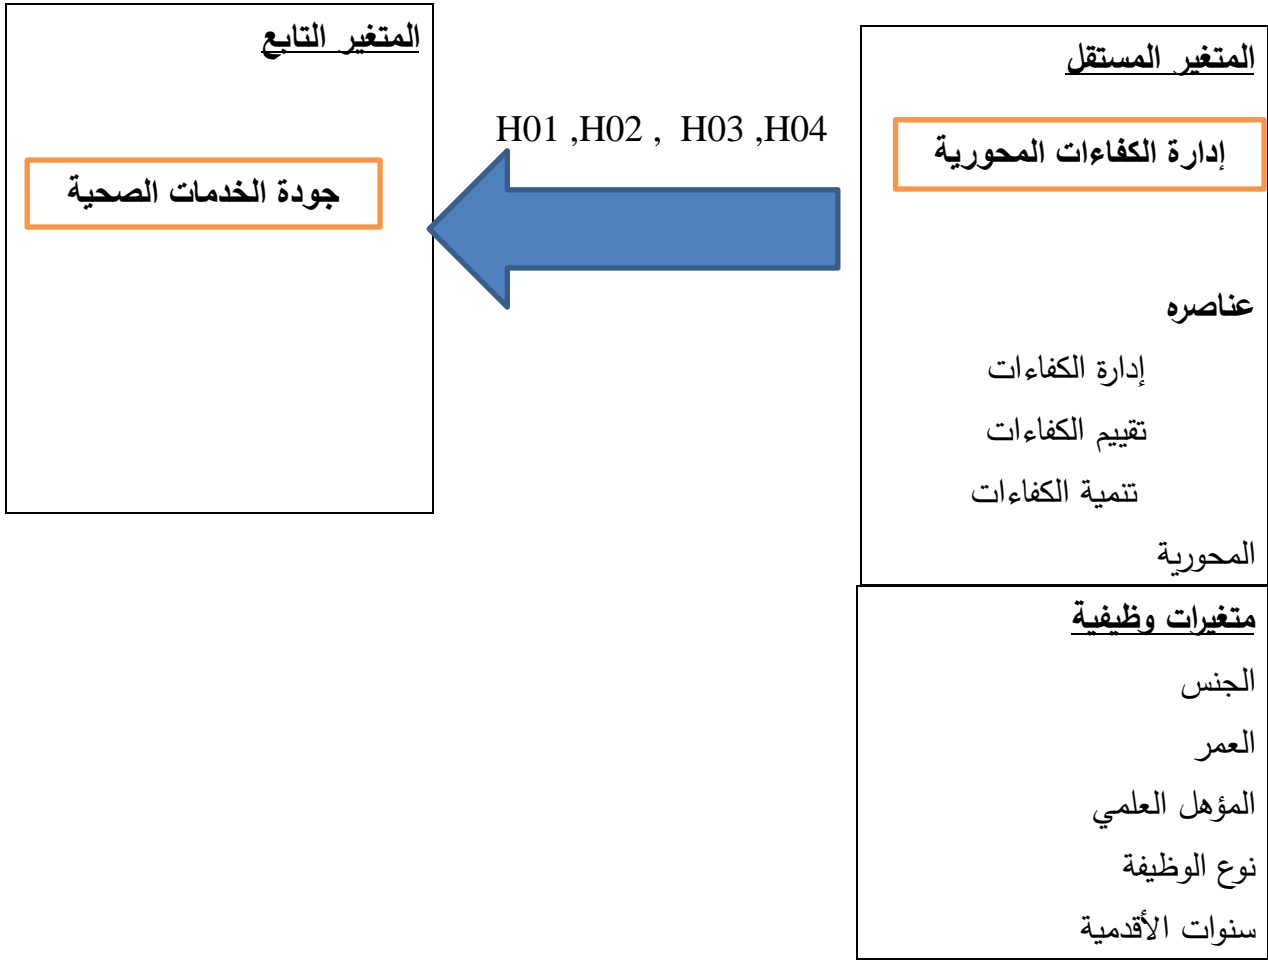 المتغير المستقل
إدارة الكفاءات المحورية
عناصره
إدارة الكفاءات
تقييم الكفاءات
تنمية الكفاءات
المحورية
متغيرات وظيفية
الجنس
العمر
المؤهل العلمي
نوع الوظيفة
سنوات الأقدمية
H01 ,H02 , H03 ,H04
المتغير التابع
جودة الخدمات الصحية